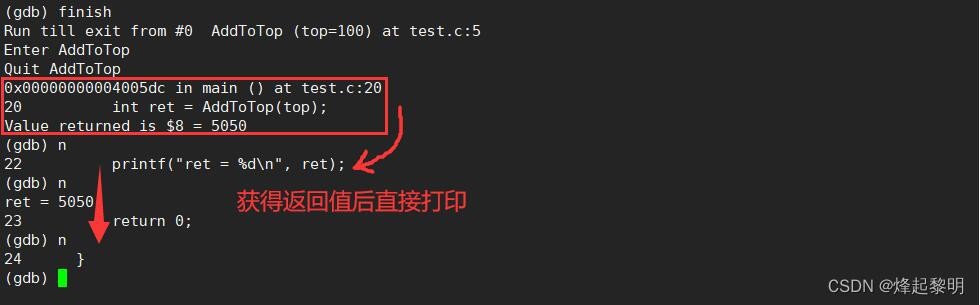 (gdb) finish
Run till exit from #0  AddToTop (top=100) at test.c:5
Enter AddToTop
Quit AddToTop
0x00000000004005dc in main () at test.c:20
20          int ret = AddToTop(top);
Value returned is $8 = 5050
(gdb) n
22          printf("ret = %d\n", ret);
(gdb) n
ret = 5050
获得返回值后直接打印
23          return 0;
(gdb) n
24      }
(gdb)
CSDN @烽起黎明